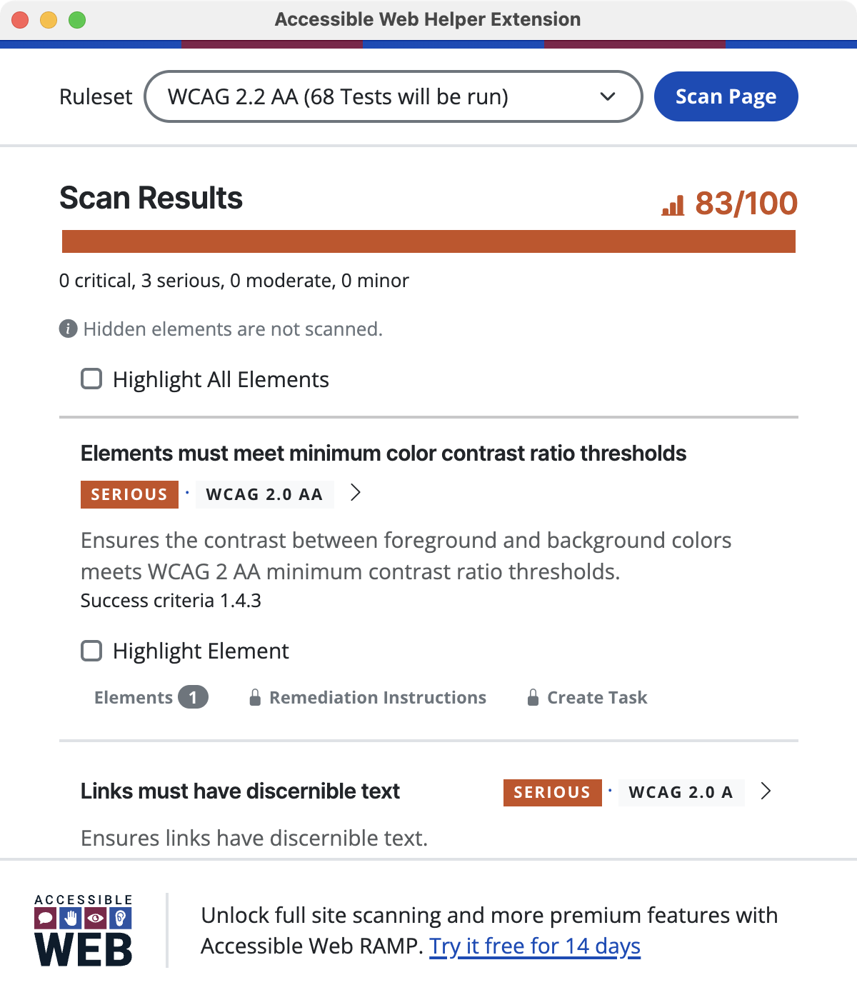 Accessible Web Helper Extension
Ruleset
WCAG 2.2 AA (68 Tests will be run)
Scan Page
Scan Results
83/100
0 critical, 3 serious, 0 moderate, 0 minor
Hidden elements are not scanned.
Highlight All Elements
Elements must meet minimum color contrast ratio thresholds
SERIOUS · WCAG 2.0 AA
Ensures the contrast between foreground and background colors
meets WCAG 2 AA minimum contrast ratio thresholds.
Success criteria 1.4.3
Highlight Element
Elements 1
Remediation Instructions
Create Task
Links must have discernible text
SERIOUS · WCAG 2.0 A
Ensures links have discernible text.
ACCESSIBLE
WEB
Unlock full site scanning and more premium features with
Accessible Web RAMP. Try it free for 14 days